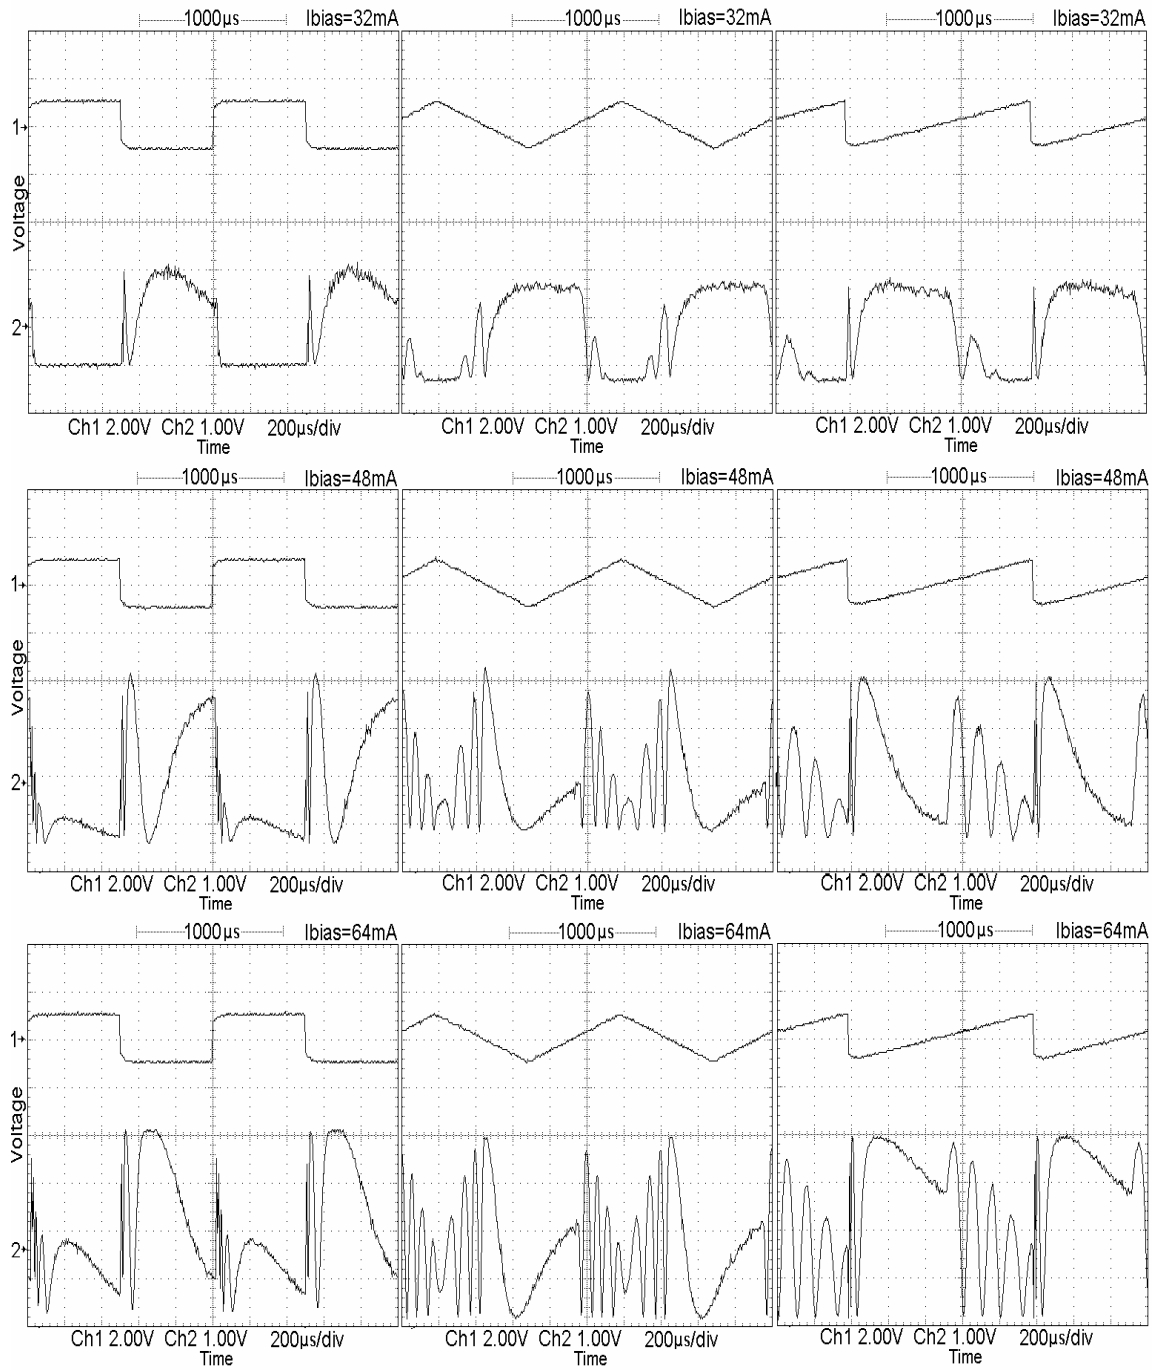 1000µs Ibias=32mA 1000µs Ibias=32mA 1000µs Ibias=32mA
1
Voltage
2
Ch1 2.00V Ch2 1.00V 200µs/div Ch1 2.00V Ch2 1.00V 200µs/div Ch1 2.00V Ch2 1.00V 200µs/div
Time Time Time
1000µs Ibias=48mA 1000µs Ibias=48mA 1000µs Ibias=48mA
1
Voltage
2
Ch1 2.00V Ch2 1.00V 200µs/div Ch1 2.00V Ch2 1.00V 200µs/div Ch1 2.00V Ch2 1.00V 200µs/div
Time Time Time
1000µs Ibias=64mA 1000µs Ibias=64mA 1000µs Ibias=64mA
1
Voltage
2
Ch1 2.00V Ch2 1.00V 200µs/div Ch1 2.00V Ch2 1.00V 200µs/div Ch1 2.00V Ch2 1.00V 200µs/div
Time Time Time